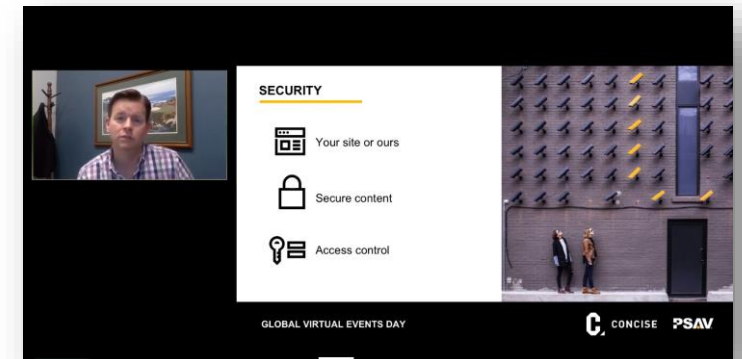 SECURITY
Your site or ours
Secure content
Access control
GLOBAL VIRTUAL EVENTS DAY
CONCISE PSAV